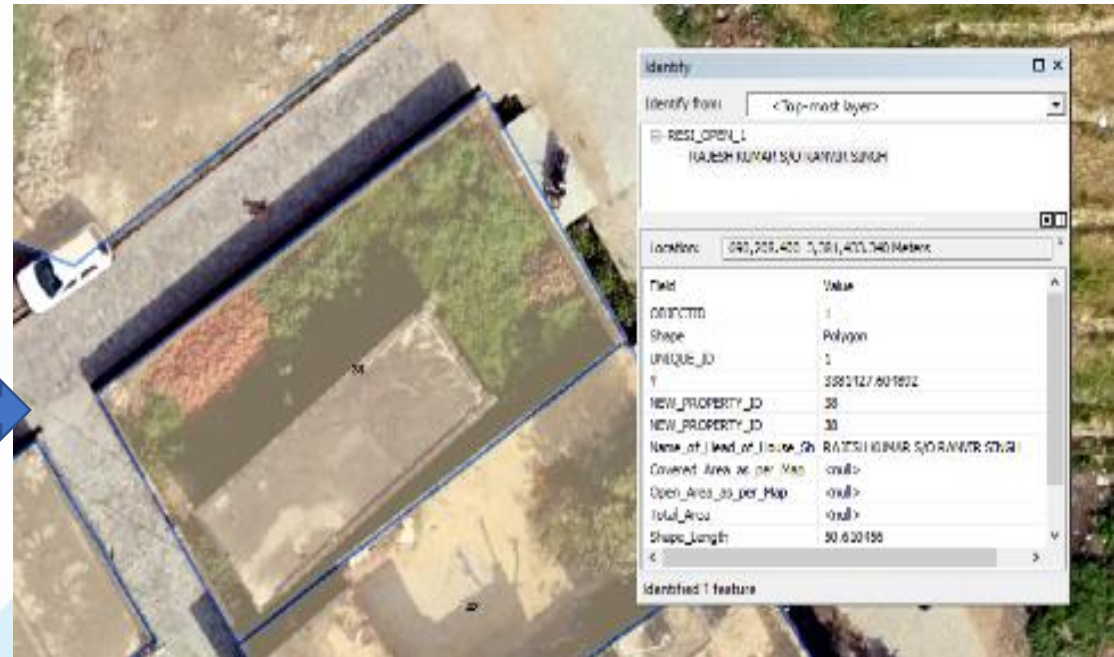 Identify
Identify from: <Top-most layer>
RESI_OPEN_1
RAJESH KUMAR S/O RANVIR SINGH
Location: Meters
Field Value
OBJECTID 1
Shape Polygon
UNIQUE_ID 1
Y
NEW_PROPERTY_ID 38
NEW_PROPERTY_ID 38
Name_of_Head_of_House_Sh RAJESH KUMAR S/O RANVIR SINGH
Covered_Area_as_per_Map <null>
Open_Area_as_per_Map <null>
Total_Area <null>
Shape_Length
Identified 1 feature
38